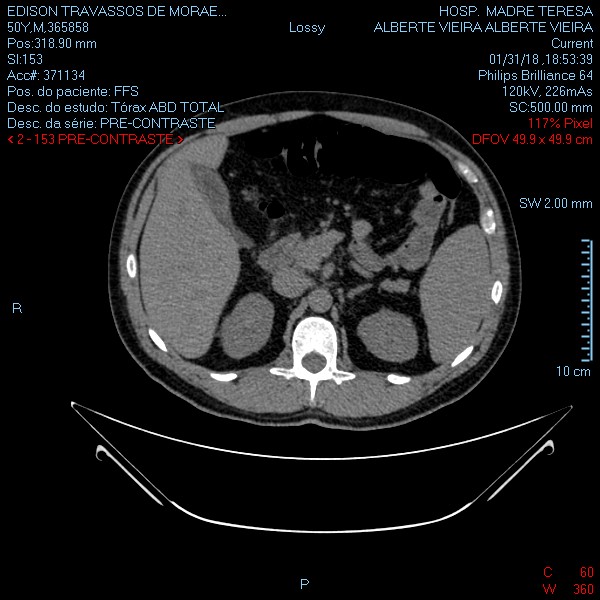 EDISON TRAVASSOS DE MORAE...
50Y,M,365858
Pos:318.90 mm
Sl:153
Acc#: 371134
Pos. do paciente: FFS
Desc. do estudo: Tórax ABD TOTAL
Desc. da série: PRE-CONTRASTE
< 2 - 153 PRE-CONTRASTE >
Lossy
HOSP. MADRE TERESA
ALBERTE VIEIRA ALBERTE VIEIRA
Current
01/31/18 ,18:53:39
Philips Brilliance 64
120kV, 226mAs
SC:500.00 mm
117% Pixel
DFOV 49.9 x 49.9 cm
SW 2.00 mm
R
10 cm
P
C 60
W 360